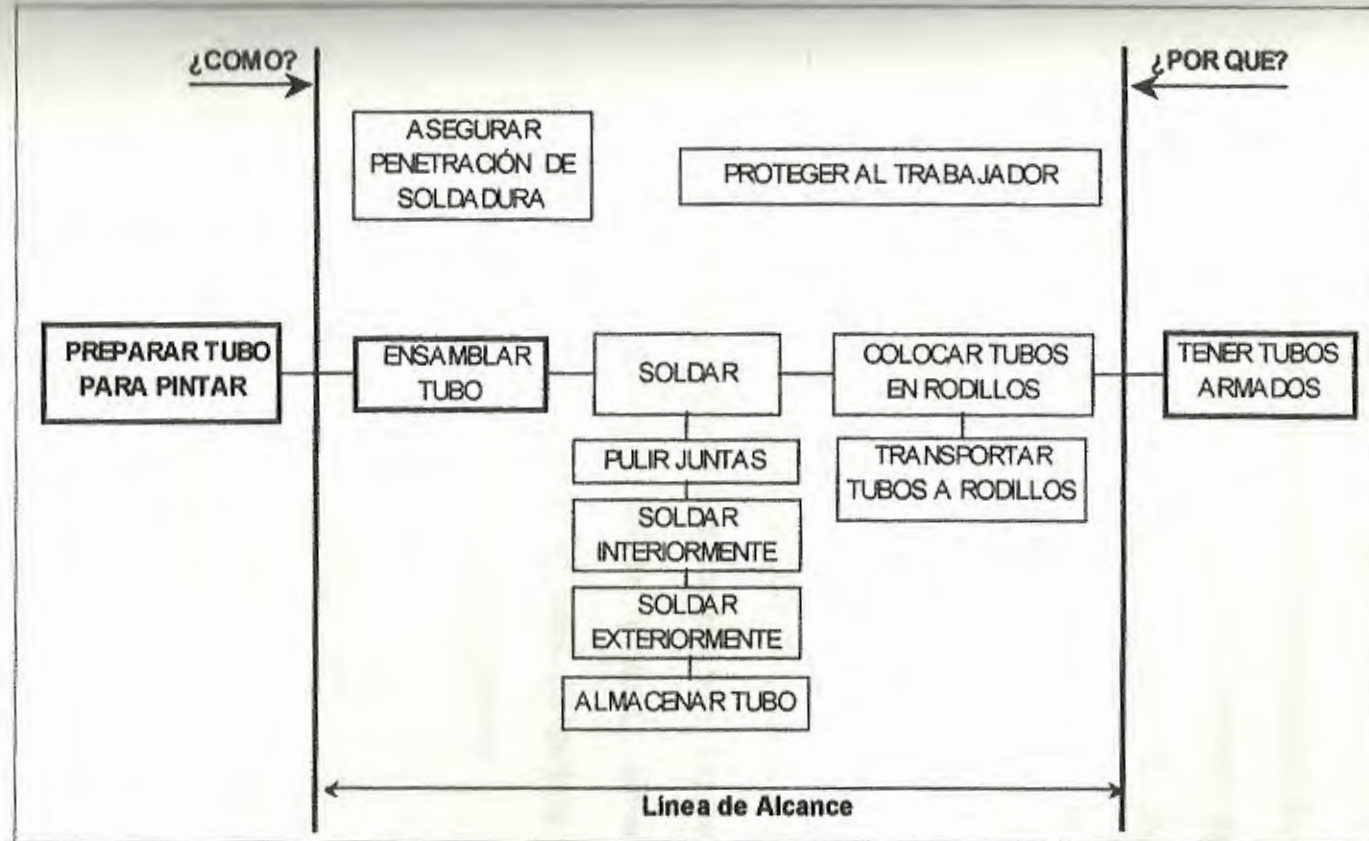 ¿COMO?
¿POR QUE?
ASEGURAR
PENETRACIÓN DE
SOLDADURA
PROTEGER AL TRABAJADOR
PREPARAR TUBO
PARA PINTAR
ENSAMBLAR
TUBO
SOLDAR
COLOCAR TUBOS
EN RODILLOS
TENER TUBOS
ARMADOS
PULIR JUNTAS
SOLDAR
INTERIORMENTE
SOLDAR
EXTERIORMENTE
ALMACENAR TUBO
TRANSPORTAR
TUBOS A RODILLOS
Línea de Alcance